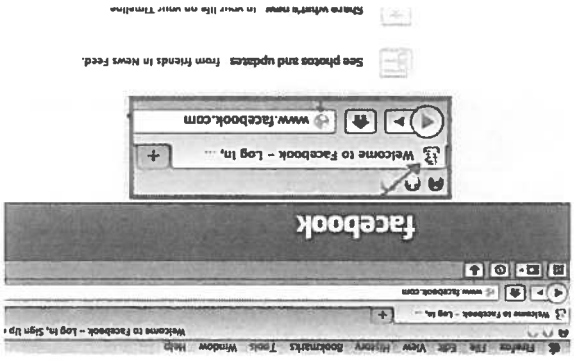 Firefox File Edit View History Bookmarks Tools Window Help
Welcome to Facebook – Log In, Sign Up
Welcome to Facebook – Log In, ... +
www.facebook.com
facebook
Welcome to Facebook – Log In, ... +
www.facebook.com
See photos and updates from friends in News Feed.
Share what's new in your life on your Timeline